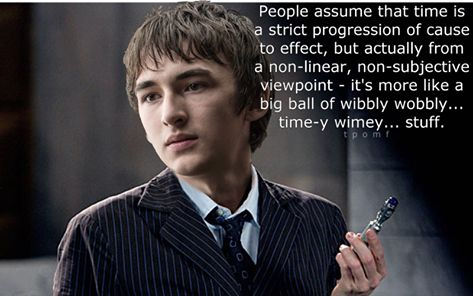 People assume that time is
a strict progression of cause
to effect, but actually from
a non-linear, non-subjective
viewpoint - it's more like a
big ball of wibbly wobbly...
time-y wimey... stuff.
tpomf